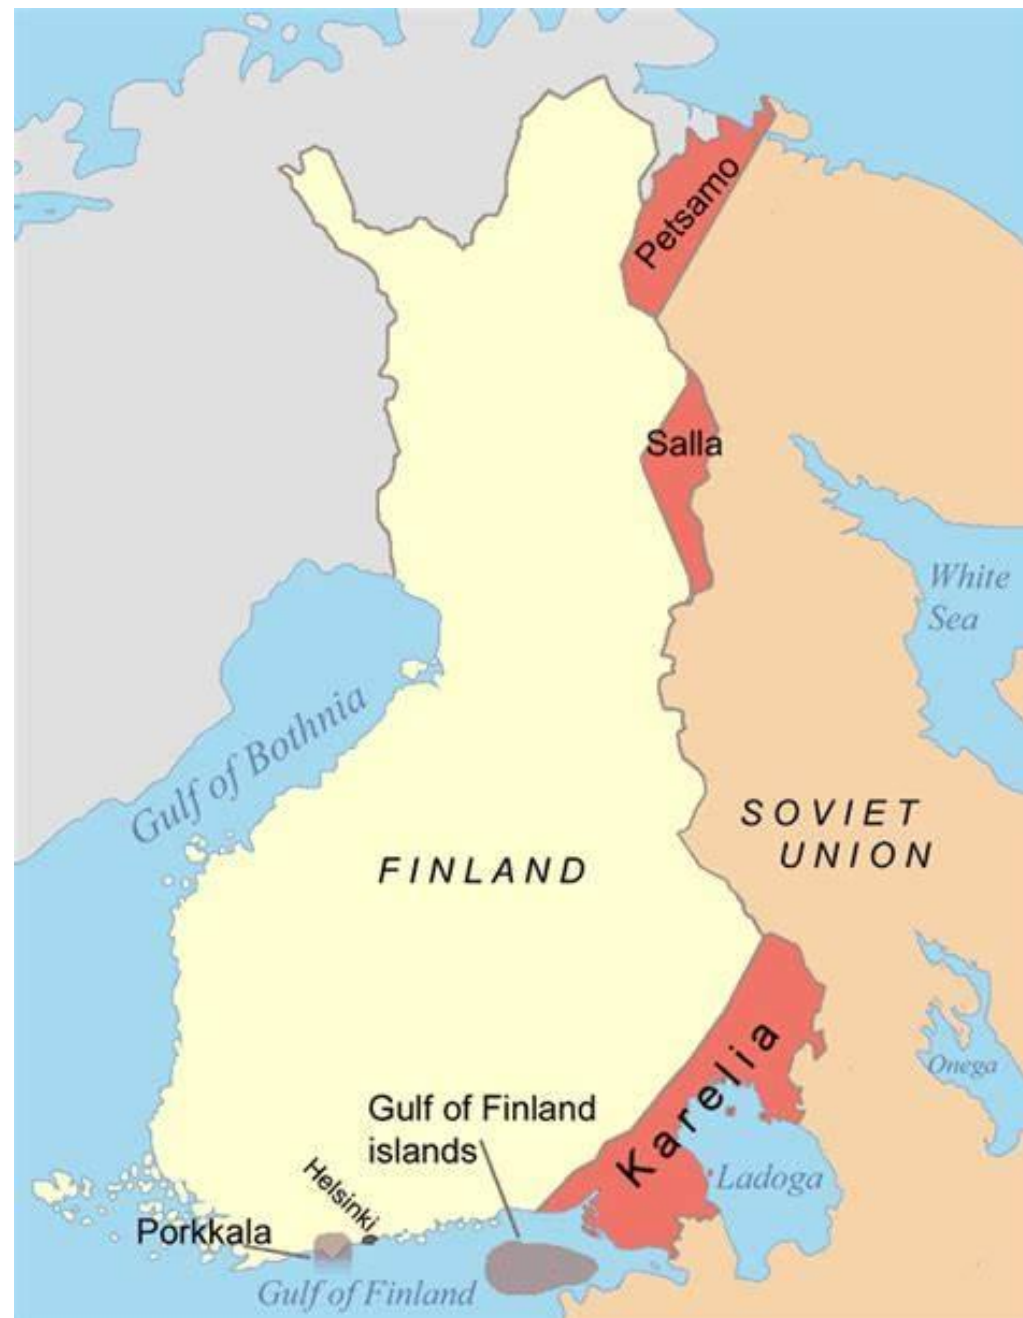 Petsamo
Salla
White
Sea
Gulf of Bothnia
SOVIET
UNION
FINLAND
Onega
Karelia
Gulf of Finland
islands
Ladoga
Helsinki
Porkkala
Gulf of Finland